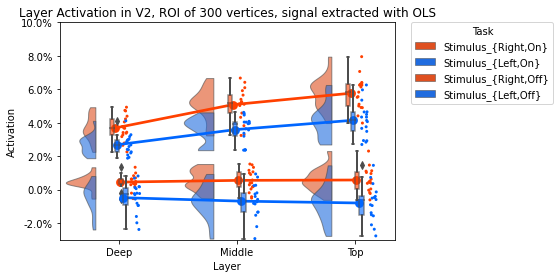 Layer Activation in V2, ROI of 300 vertices, signal extracted with OLS
10.0%
8.0%
6.0%
4.0%
2.0%
0.0%
-2.0%
Activation
Deep
Middle
Top
Layer
Task
Stimulus_{Right,On}
Stimulus_{Left,On}
Stimulus_{Right,Off}
Stimulus_{Left,Off}